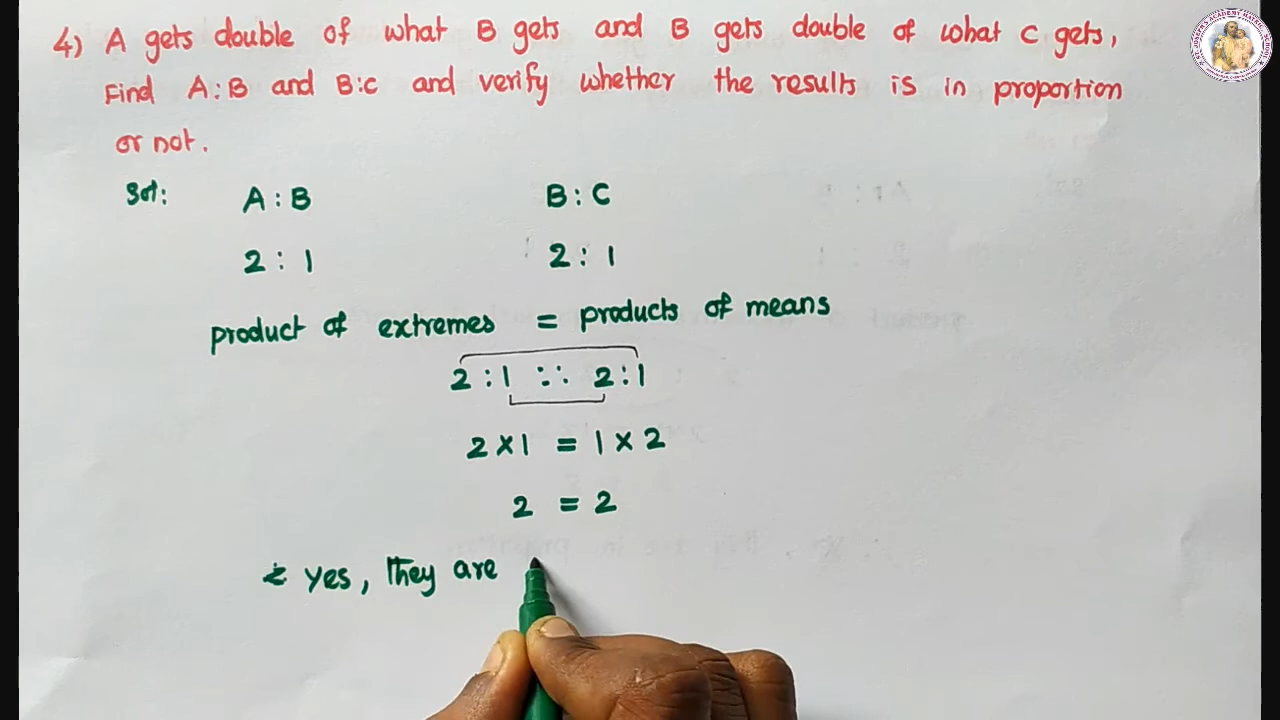 4) A gets double of what B gets and B gets double of what C gets,
Find A:B and B:C and verify whether the results is in proportion
or not.
Sol: A : B B : C
2 : 1 2 : 1
product of extremes = products of means
2 : 1 :: 2 : 1
2 × 1 = 1 × 2
2 = 2
yes, they are